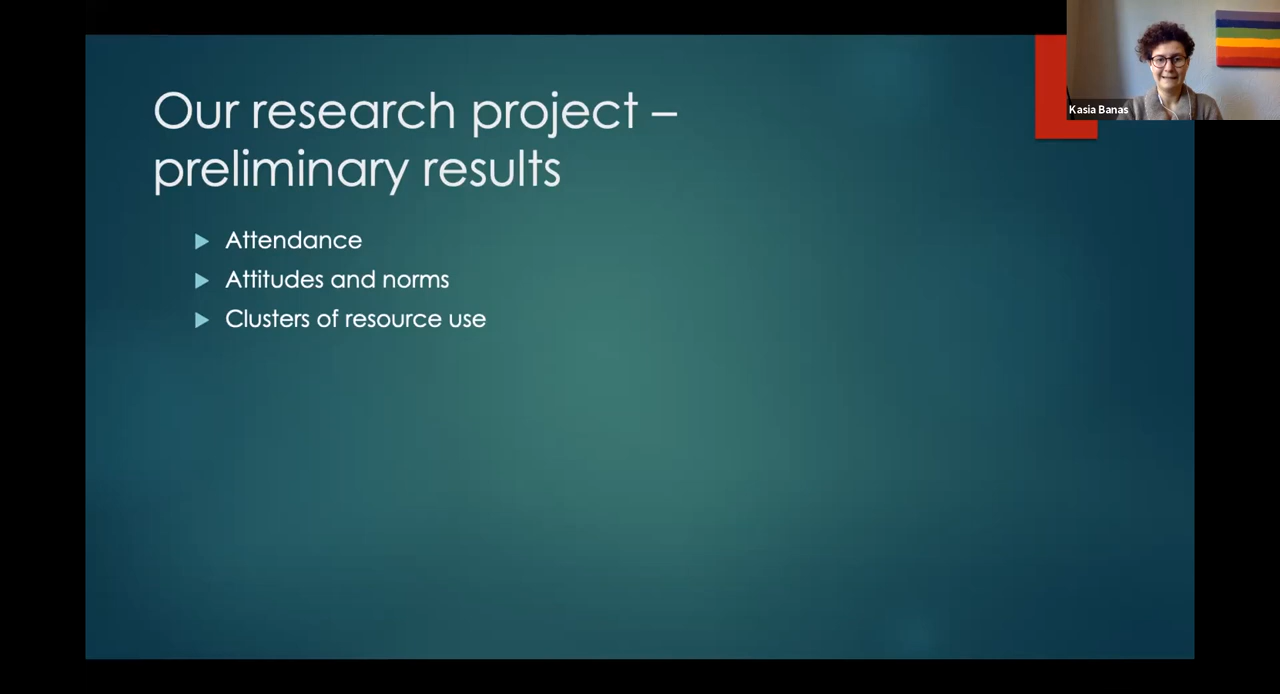 Our research project –
preliminary results
Attendance
Attitudes and norms
Clusters of resource use
Kasia Banas